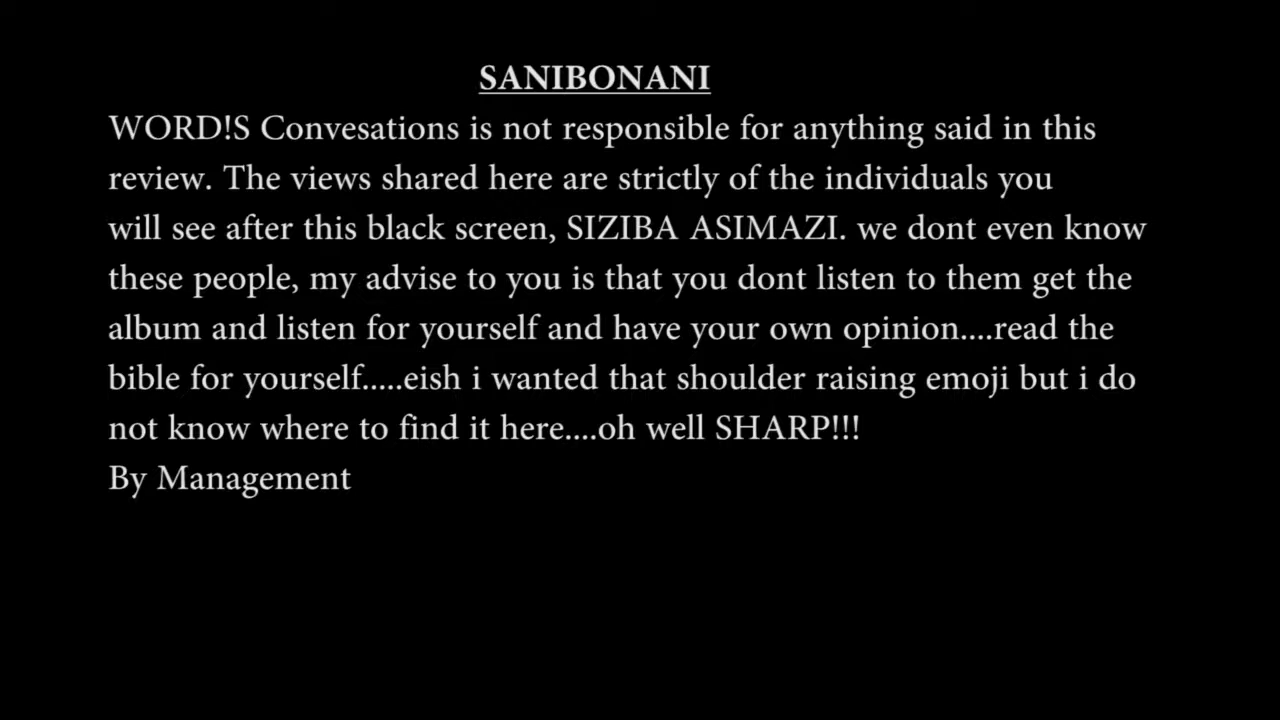 SANIBONANI
WORD!S Convesations is not responsible for anything said in this
review. The views shared here are strictly of the individuals you
will see after this black screen, SIZIBA ASIMAZI. we dont even know
these people, my advise to you is that you dont listen to them get the
album and listen for yourself and have your own opinion....read the
bible for yourself.....eish i wanted that shoulder raising emoji but i do
not know where to find it here....oh well SHARP!!!
By Management